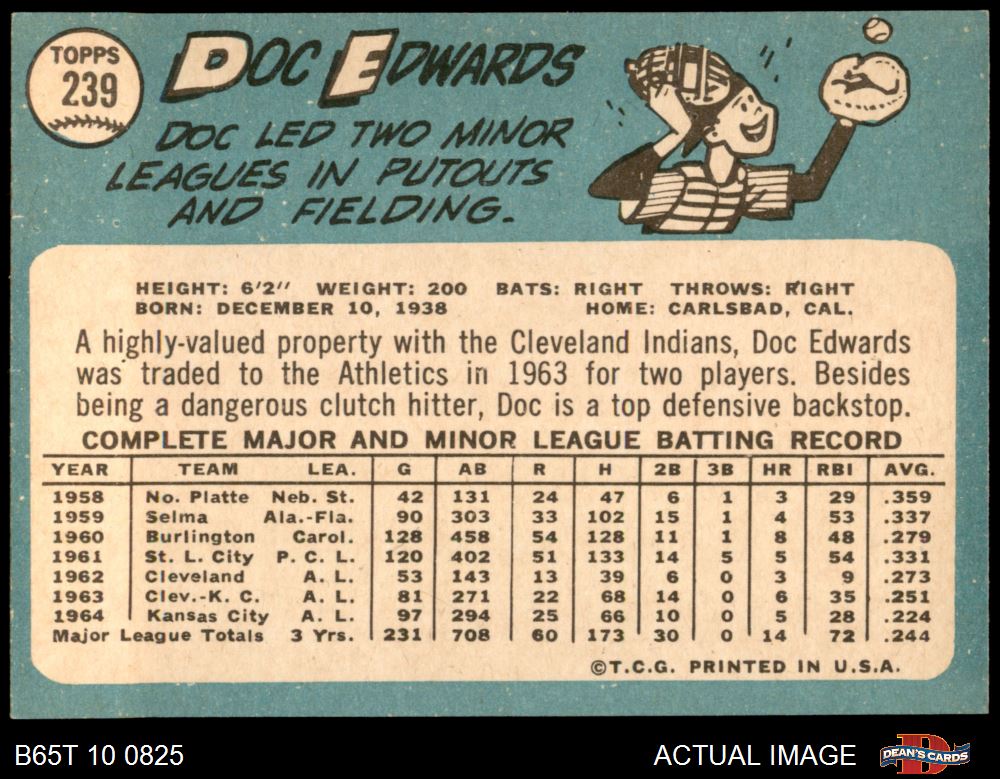 TOPPS
239
DOC EDWARDS
DOC LED TWO MINOR
LEAGUES IN PUTOUTS
AND FIELDING.
HEIGHT: 6'2" WEIGHT: 200 BATS: RIGHT THROWS: RIGHT
BORN: DECEMBER 10, 1938 HOME: CARLSBAD, CAL.
A highly-valued property with the Cleveland Indians, Doc Edwards
was traded to the Athletics in 1963 for two players. Besides
being a dangerous clutch hitter, Doc is a top defensive backstop.
COMPLETE MAJOR AND MINOR LEAGUE BATTING RECORD
YEAR TEAM LEA. G AB R H 2B 3B HR RBI AVG.
1958 No. Platte Neb. St. 42 131 24 47 6 1 3 29 .359
1959 Selma Ala.-Fla. 90 303 33 102 15 1 4 53 .337
1960 Burlington Carol. 128 458 54 128 11 1 8 48 .279
1961 St. L. City P. C. L. 120 402 51 133 14 5 5 54 .331
1962 Cleveland A. L. 53 143 13 39 6 0 3 9 .273
1963 Clev.-K. C. A. L. 81 271 22 68 14 0 6 35 .251
1964 Kansas City A. L. 97 294 25 66 10 0 5 28 .224
Major League Totals 3 Yrs. 231 708 60 173 30 0 14 72 .244
©T.C.G. PRINTED IN U.S.A.
B65T 10 0825 ACTUAL IMAGE DEAN'S CARDS